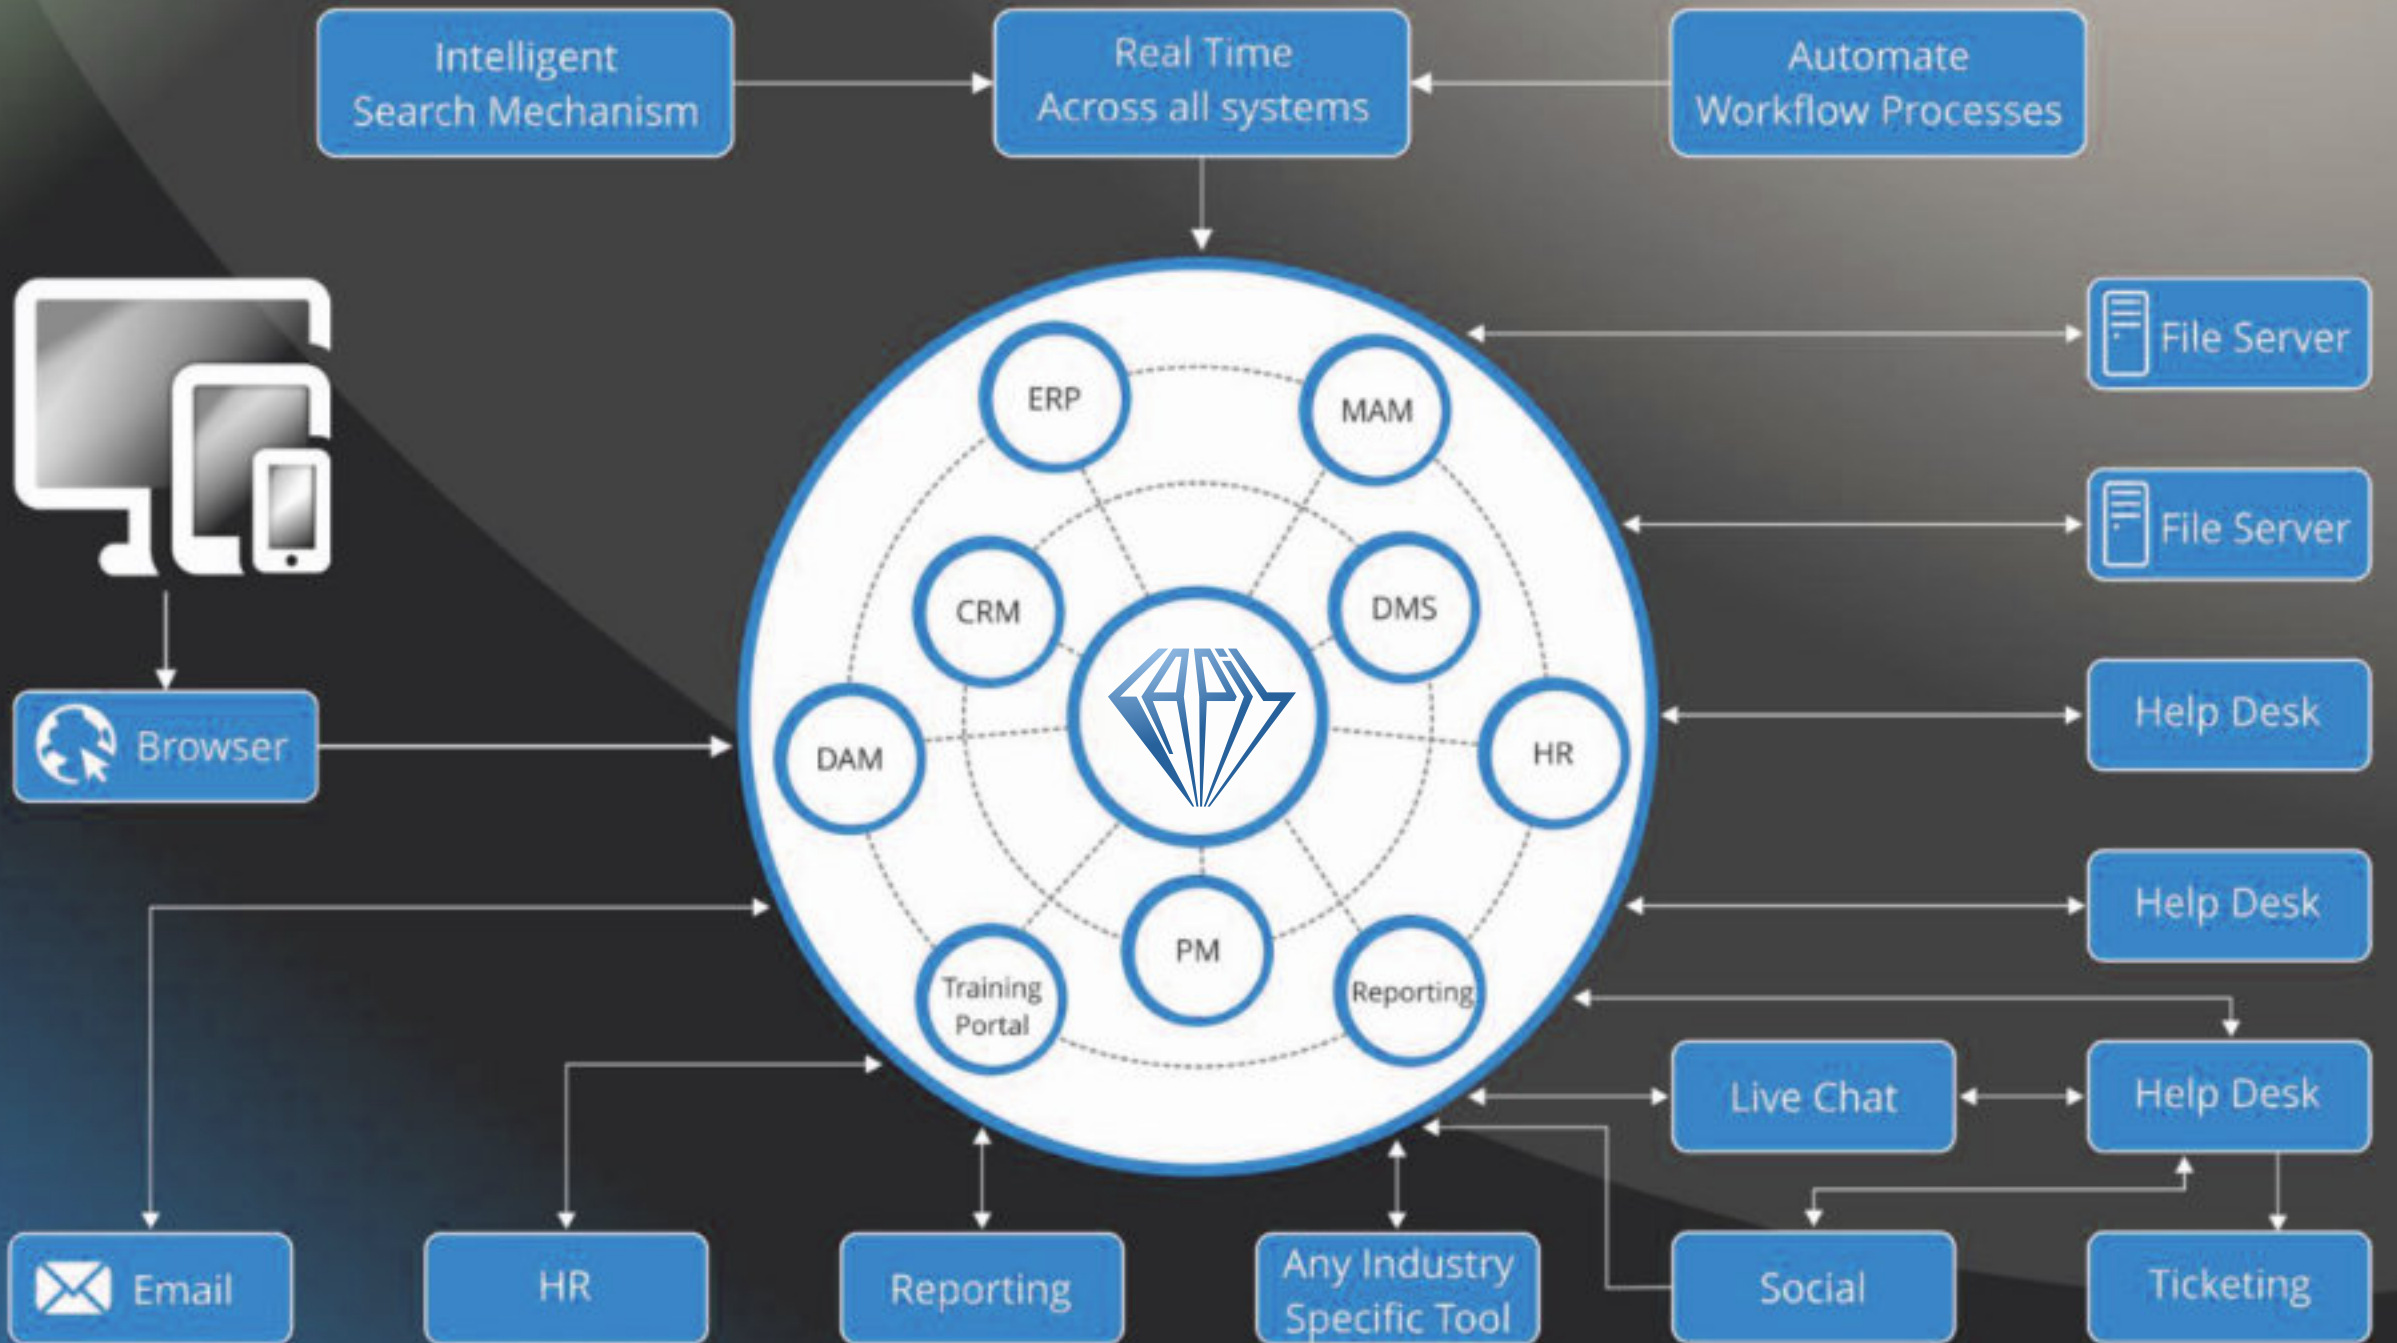 Intelligent
Search Mechanism
Real Time
Across all systems
Automate
Workflow Processes
File Server
File Server
Help Desk
Help Desk
Browser
ERP
MAM
CRM
DMS
API
DAM
HR
Training
Portal
PM
Reporting
Live Chat
Help Desk
Email
HR
Reporting
Any Industry
Specific Tool
Social
Ticketing